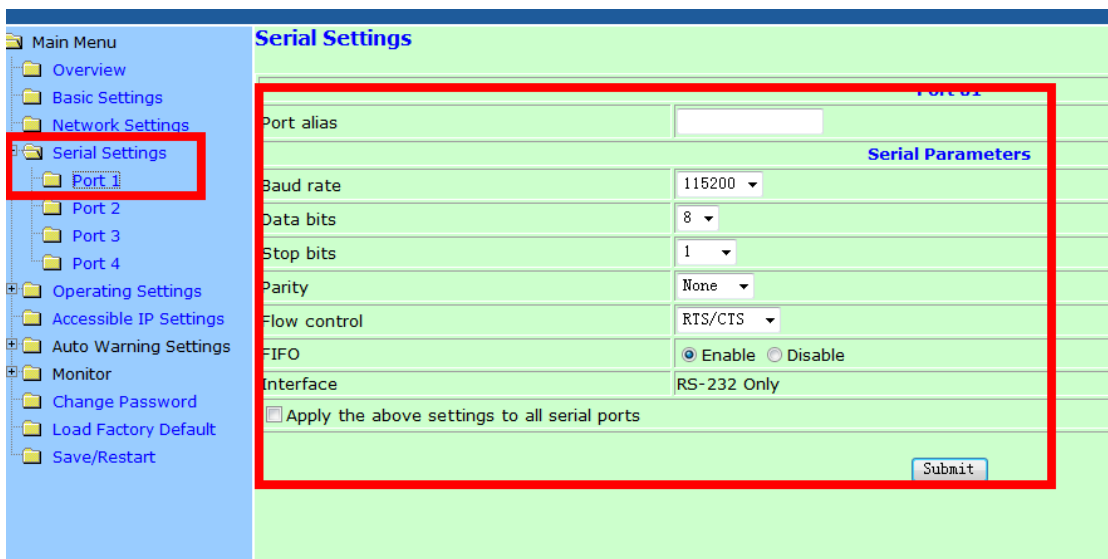 Main Menu
Overview
Basic Settings
Network Settings
Serial Settings
Port 1
Port 2
Port 3
Port 4
Operating Settings
Accessible IP Settings
Auto Warning Settings
Monitor
Change Password
Load Factory Default
Save/Restart
Serial Settings
Port 01
Port alias
Serial Parameters
Baud rate 115200
Data bits 8
Stop bits 1
Parity None
Flow control RTS/CTS
FIFO Enable Disable
Interface RS-232 Only
Apply the above settings to all serial ports
Submit